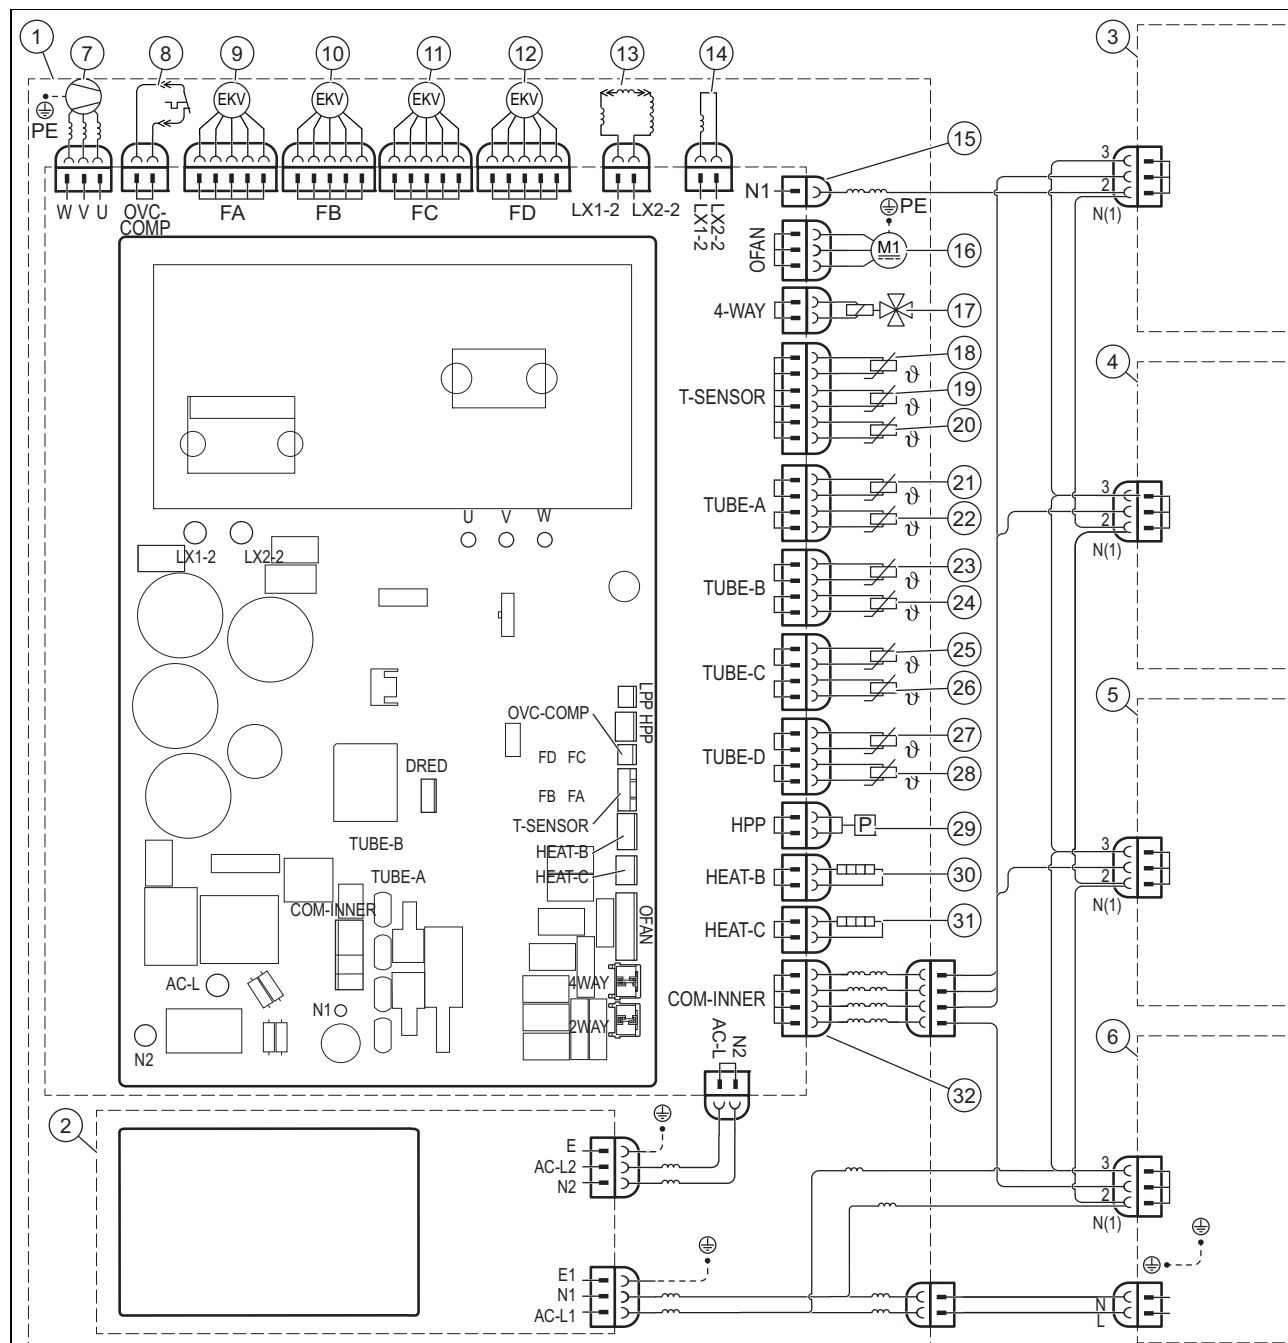 1
7
8
9
10
11
12
13
14
3
PE
EKV
EKV
EKV
EKV
15
W V U
OVC-COMP
FA
FB
FC
FD
LX1-2
LX2-2
LX1-2
LX2-2
N1
3
2
N(1)
PE
OFAN
M1
16
4-WAY
17
4
18
T-SENSOR
ϑ
19
ϑ
20
ϑ
21
TUBE-A
ϑ
22
ϑ
3
2
N(1)
U
V
W
LX1-2
LX2-2
23
TUBE-B
ϑ
24
ϑ
25
TUBE-C
ϑ
26
ϑ
5
LPP HPP
OVC-COMP
FD FC
27
TUBE-D
ϑ
28
ϑ
DRED
FB FA
T-SENSOR
HPP
P
29
TUBE-B
HEAT-B
HEAT-C
TUBE-A
HEAT-B
30
3
2
N(1)
COM-INNER
OFAN
HEAT-C
31
AC-L
4WAY
COM-INNER
N1
2WAY
N2
AC-L
N2
6
32
2
E
AC-L2
N2
3
2
N(1)
E1
N1
AC-L1
N
L